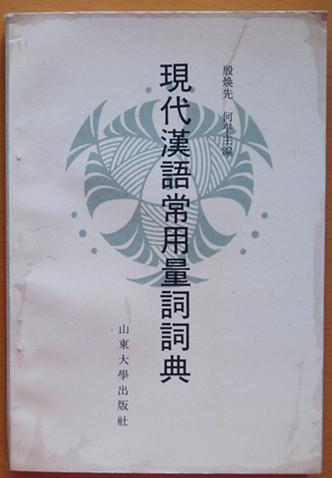 殷煥先 何平主編
現代漢語常用量詞詞典
山東大學出版社